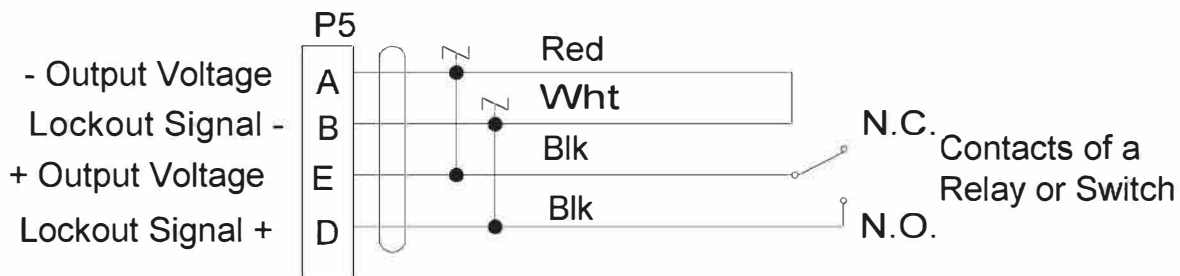 P5
- Output Voltage A Red
Wht
Lockout Signal - B N.C.
Blk
+ Output Voltage E Contacts of a
Relay or Switch
Blk
Lockout Signal + D N.O.